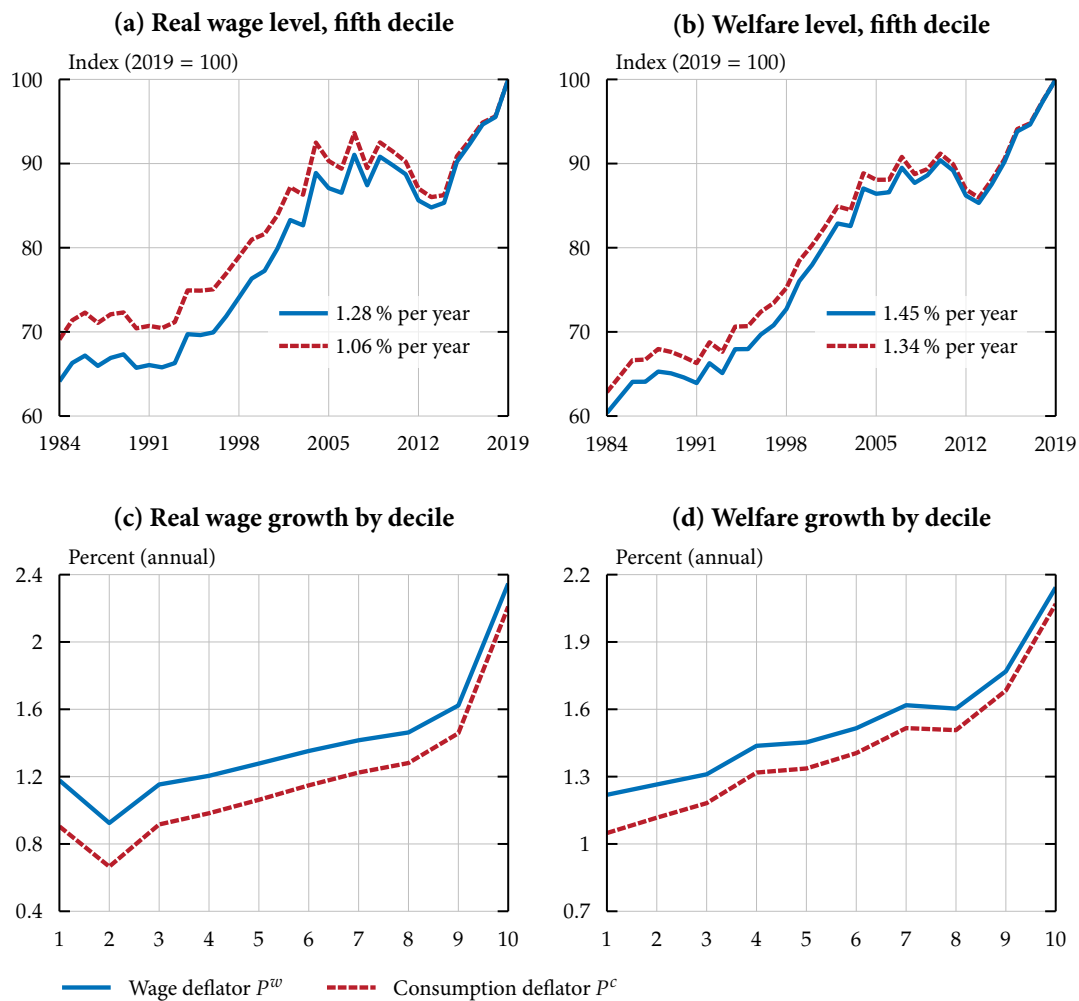 (a) Real wage level, fifth decile
Index (2019 = 100)
100
90
80
70
60
1984 1991 1998 2005 2012 2019
1.28 % per year
1.06 % per year
(b) Welfare level, fifth decile
Index (2019 = 100)
100
90
80
70
60
1984 1991 1998 2005 2012 2019
1.45 % per year
1.34 % per year
(c) Real wage growth by decile
Percent (annual)
2.4
2
1.6
1.2
0.8
0.4
1 2 3 4 5 6 7 8 9 10
(d) Welfare growth by decile
Percent (annual)
2.2
1.9
1.6
1.3
1
0.7
1 2 3 4 5 6 7 8 9 10
Wage deflator P^w Consumption deflator P^c